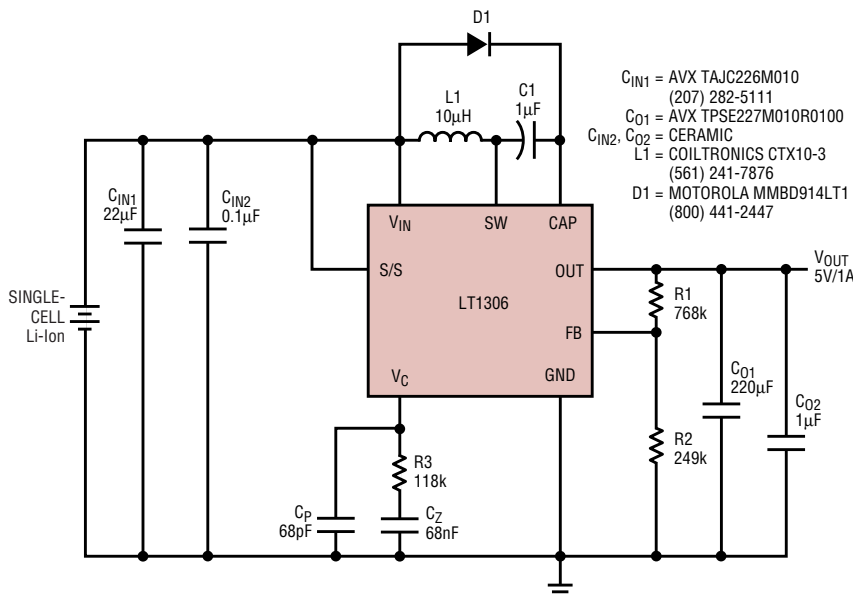 D1
L1
10µH
C1
1µF
C_IN1 = AVX TAJC226M010
(207) 282-5111
C_O1 = AVX TPSE227M010R0100
C_IN2, C_O2 = CERAMIC
L1 = COILTRONICS CTX10-3
(561) 241-7876
D1 = MOTOROLA MMBD914LT1
(800) 441-2447
C_IN1
22µF
C_IN2
0.1µF
V_IN
SW
CAP
S/S
OUT
LT1306
FB
V_C
GND
V_OUT
5V/1A
SINGLE-
CELL
Li-Ion
R1
768k
R2
249k
C_O1
220µF
C_O2
1µF
R3
118k
C_P
68pF
C_Z
68nF